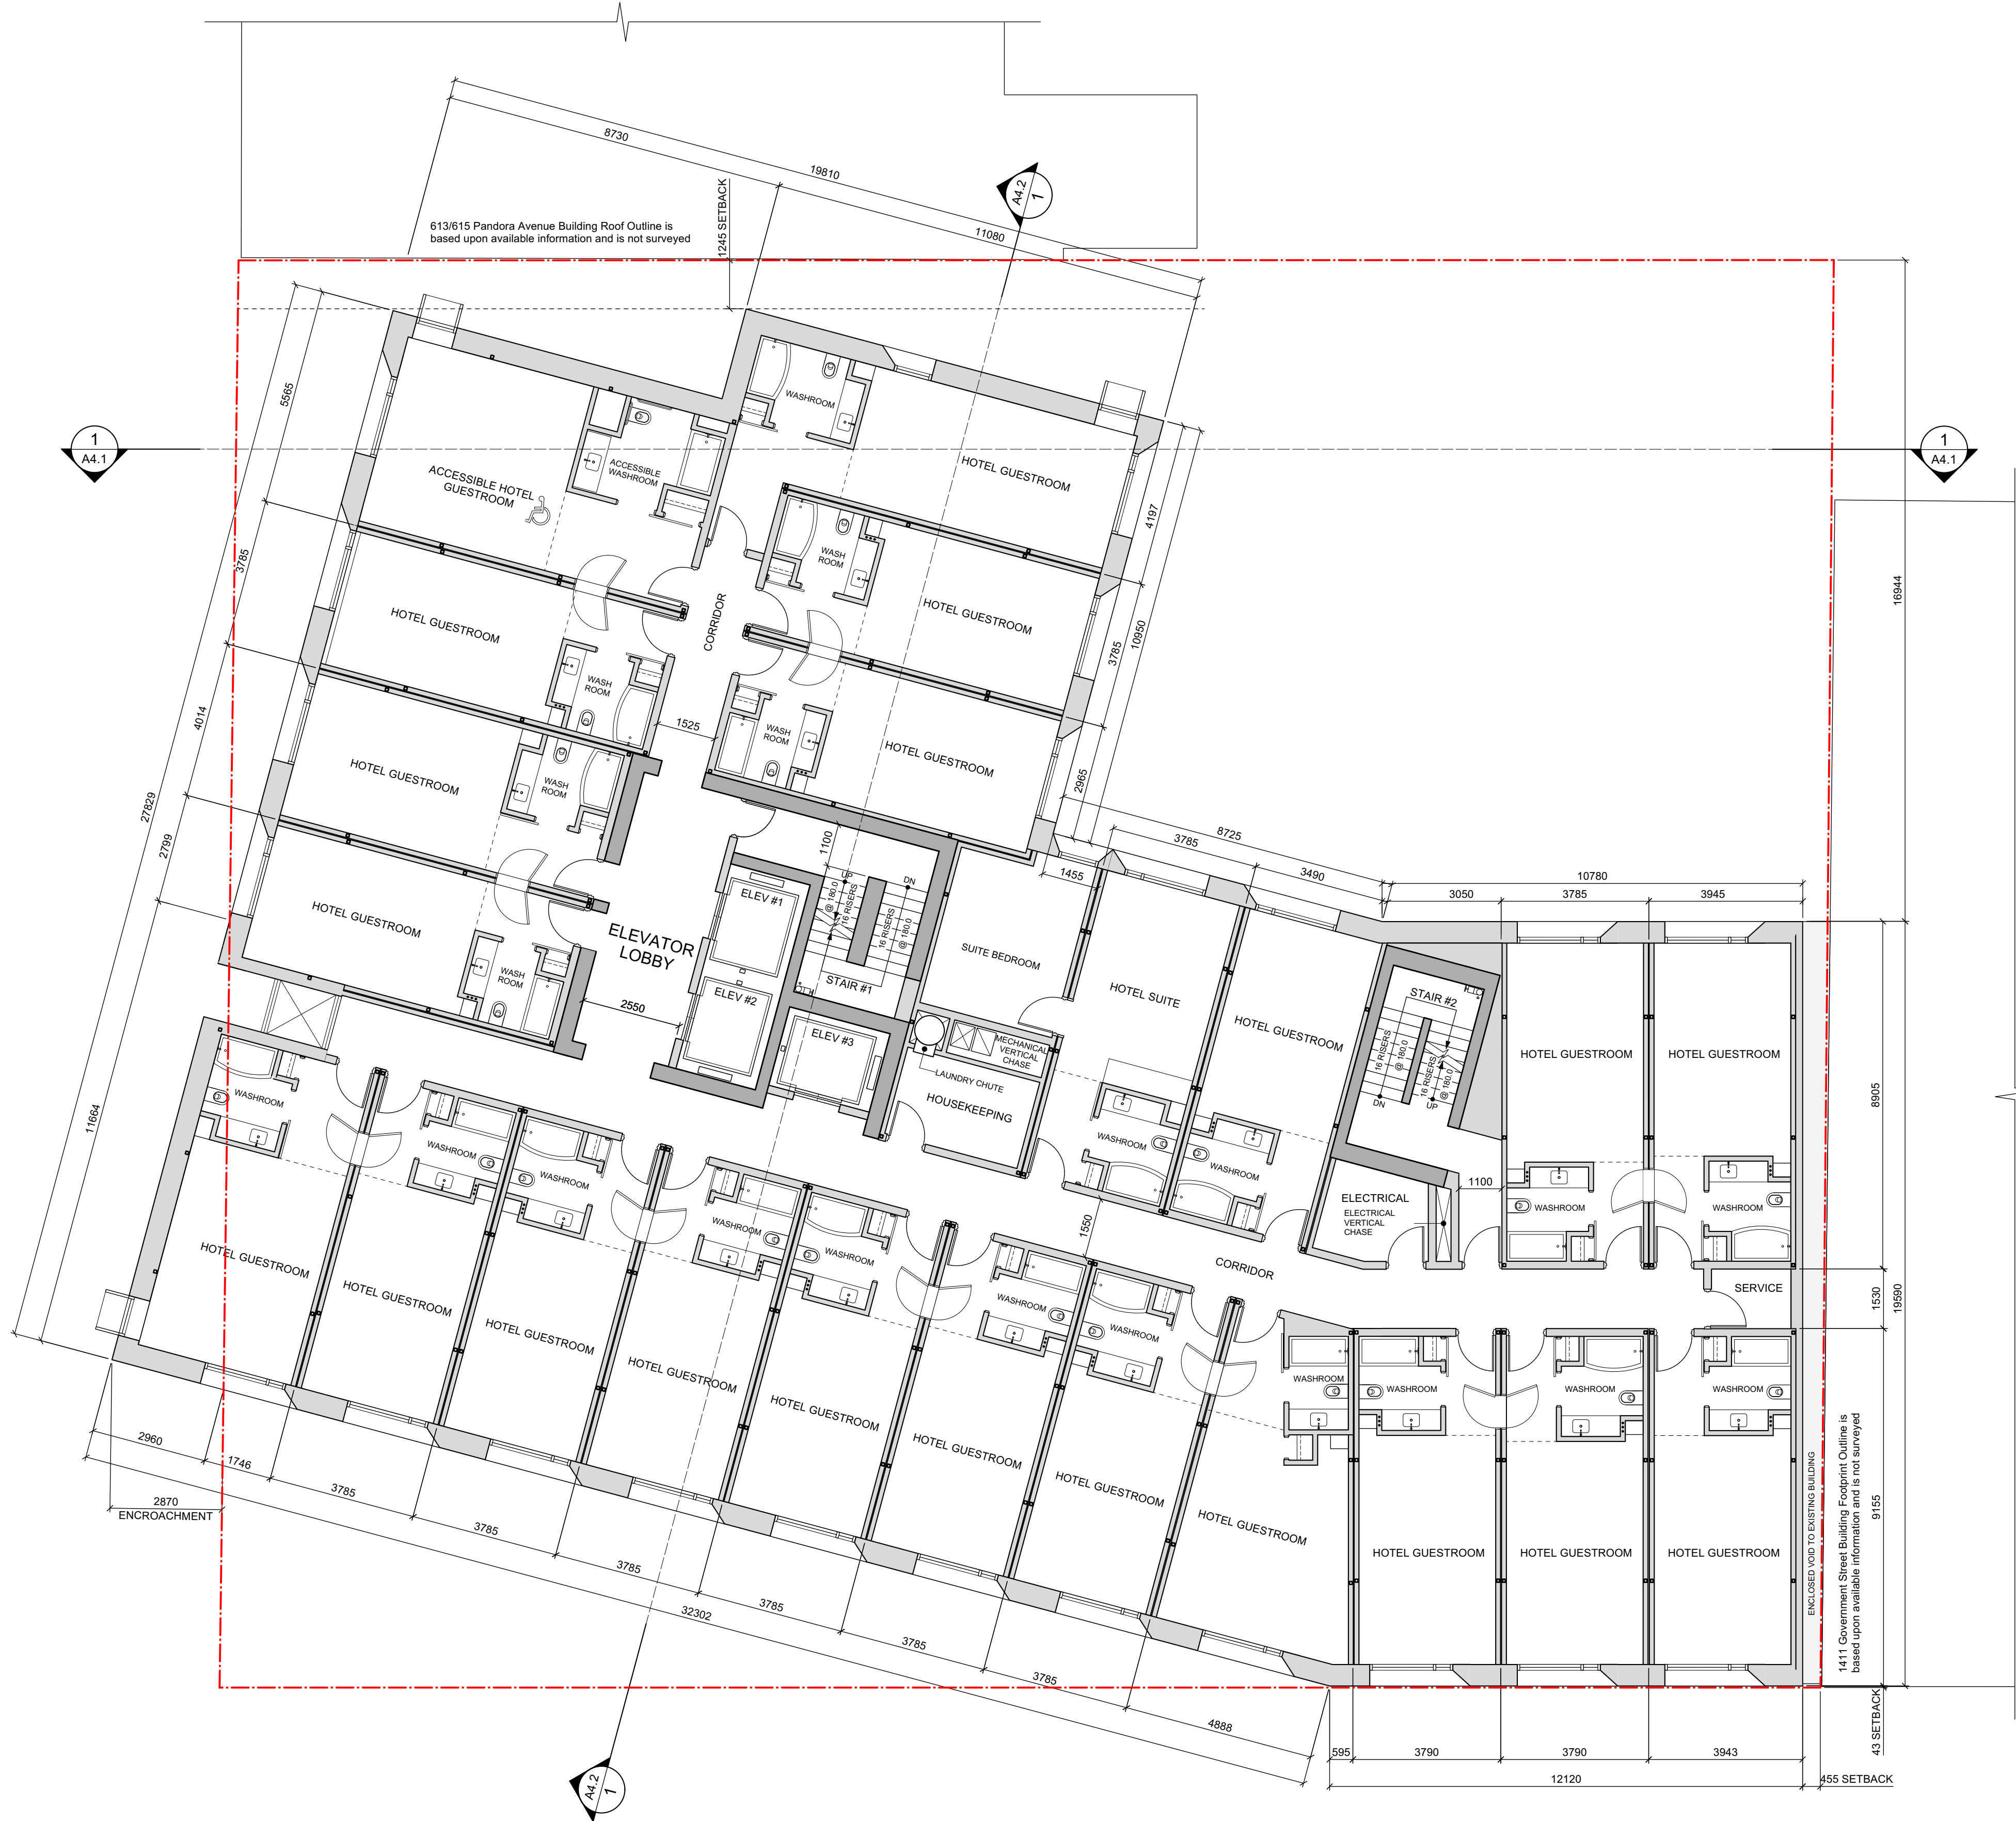 8730
19810
A4.2
1
613/615 Pandora Avenue Building Roof Outline is
based upon available information and is not surveyed
1245 SETBACK
11080
1
A4.1
1
A4.1
5565
3785
4014
27829
2799
11664
16944
4197
3785
10950
2965
WASHROOM
HOTEL GUESTROOM
ACCESSIBLE HOTEL
GUESTROOM
ACCESSIBLE
WASHROOM
WASH
ROOM
HOTEL GUESTROOM
HOTEL GUESTROOM
CORRIDOR
WASH
ROOM
1525
WASH
ROOM
HOTEL GUESTROOM
HOTEL GUESTROOM
WASH
ROOM
HOTEL GUESTROOM
WASH
ROOM
ELEVATOR
LOBBY
2550
ELEV #1
ELEV #2
ELEV #3
1100
UP
DN
16 RISERS
@ 180.0
16 RISERS
@ 180.0
STAIR #1
8725
3785
3490
1455
10780
3050
3785
3945
SUITE BEDROOM
HOTEL SUITE
HOTEL GUESTROOM
STAIR #2
16 RISERS
@ 180.0
16 RISERS
@ 180.0
DN
UP
HOTEL GUESTROOM
HOTEL GUESTROOM
MECHANICAL
VERTICAL
CHASE
LAUNDRY CHUTE
HOUSEKEEPING
WASHROOM
WASHROOM
ELECTRICAL
ELECTRICAL
VERTICAL
CHASE
1100
WASHROOM
WASHROOM
8905
1530
19590
9155
SERVICE
CORRIDOR
1550
WASHROOM
WASHROOM
WASHROOM
WASHROOM
WASHROOM
WASHROOM
WASHROOM
WASHROOM
WASHROOM
WASHROOM
WASHROOM
HOTEL GUESTROOM
HOTEL GUESTROOM
HOTEL GUESTROOM
HOTEL GUESTROOM
HOTEL GUESTROOM
HOTEL GUESTROOM
HOTEL GUESTROOM
HOTEL GUESTROOM
HOTEL GUESTROOM
HOTEL GUESTROOM
HOTEL GUESTROOM
ENCLOSED VOID TO EXISTING BUILDING
1411 Government Street Building Footprint Outline is
based upon available information and is not surveyed
2960
1746
2870
ENCROACHMENT
3785
3785
3785
3785
3785
3785
32302
4888
595
3790
3790
3943
12120
455 SETBACK
43 SETBACK
A4.2
1